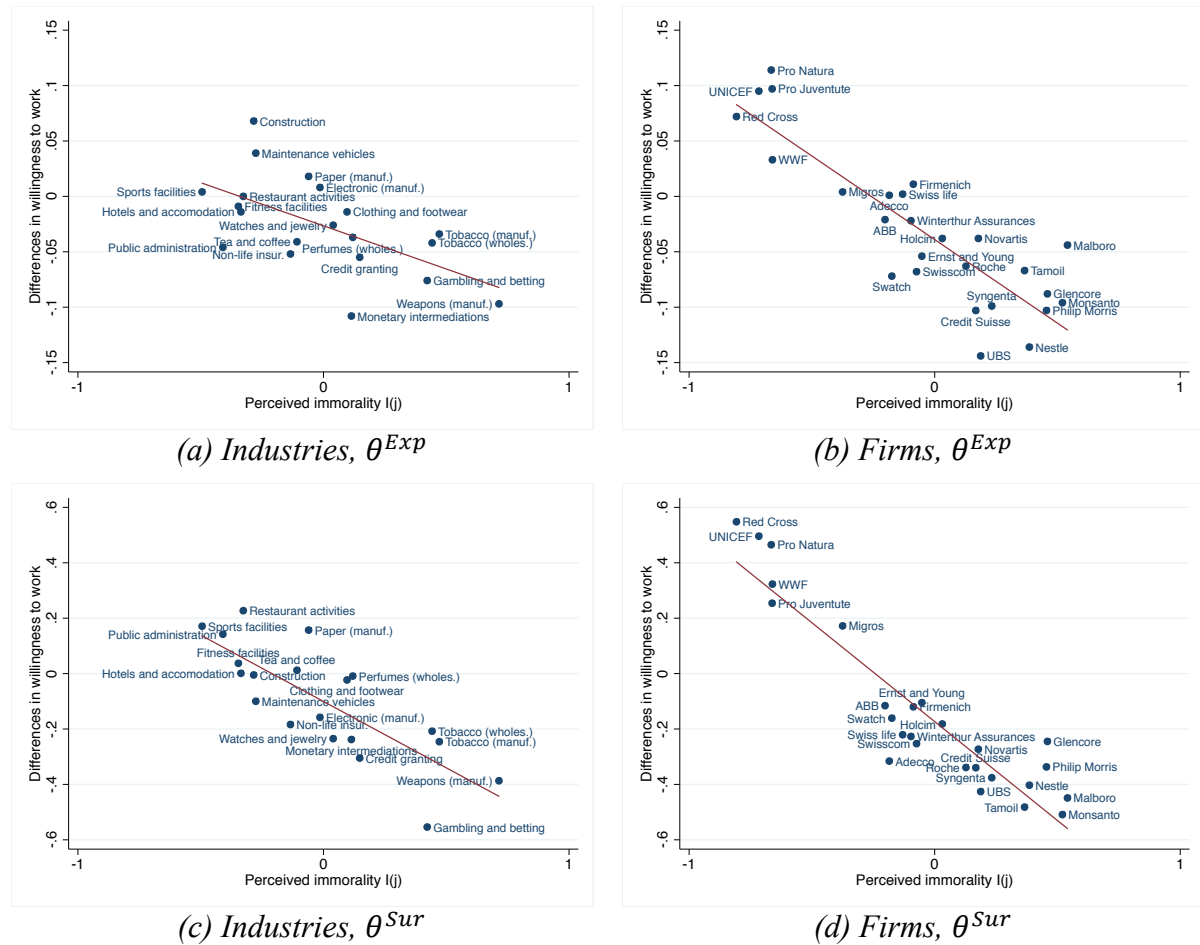 .15
.1
.05
0
-.05
-.1
-.15
Differences in willingness to work
Construction
Maintenance vehicles
Paper (manuf.)
Electronic (manuf.)
Sports facilities
Restaurant activities
Fitness facilities
Hotels and accomodation
Clothing and footwear
Watches and jewelry
Tobacco (manuf.)
Public administration
Tea and coffee
Perfumes (wholes.)
Tobacco (wholes.)
Non-life insur.
Credit granting
Gambling and betting
Weapons (manuf.)
Monetary intermediations
-1 0 1
Perceived immorality I(j)
(a) Industries, θ^Exp
.15
.1
.05
0
-.05
-.1
-.15
Differences in willingness to work
Pro Natura
UNICEF
Pro Juventute
Red Cross
WWF
Migros
Firmenich
Swiss life
Adecco
ABB
Winterthur Assurances
Holcim
Novartis
Malboro
Ernst and Young
Roche
Swisscom
Tamoil
Swatch
Syngenta
Glencore
Monsanto
Credit Suisse
Philip Morris
Nestle
UBS
-1 0 1
Perceived immorality I(j)
(b) Firms, θ^Exp
.6
.4
.2
0
-.2
-.4
-.6
Differences in willingness to work
Restaurant activities
Sports facilities
Public administration
Paper (manuf.)
Fitness facilities
Tea and coffee
Hotels and accomodation
Construction
Perfumes (wholes.)
Clothing and footwear
Maintenance vehicles
Electronic (manuf.)
Non-life insur.
Tobacco (wholes.)
Watches and jewelry
Tobacco (manuf.)
Monetary intermediations
Credit granting
Weapons (manuf.)
Gambling and betting
-1 0 1
Perceived immorality I(j)
(c) Industries, θ^Sur
.6
.4
.2
0
-.2
-.4
-.6
Differences in willingness to work
Red Cross
UNICEF
Pro Natura
WWF
Pro Juventute
Migros
Ernst and Young
ABB
Firmenich
Swatch
Holcim
Swiss life
Winterthur Assurances
Swisscom
Novartis
Glencore
Adecco
Credit Suisse
Roche
Philip Morris
Syngenta
UBS
Nestle
Malboro
Tamoil
Monsanto
-1 0 1
Perceived immorality I(j)
(d) Firms, θ^Sur